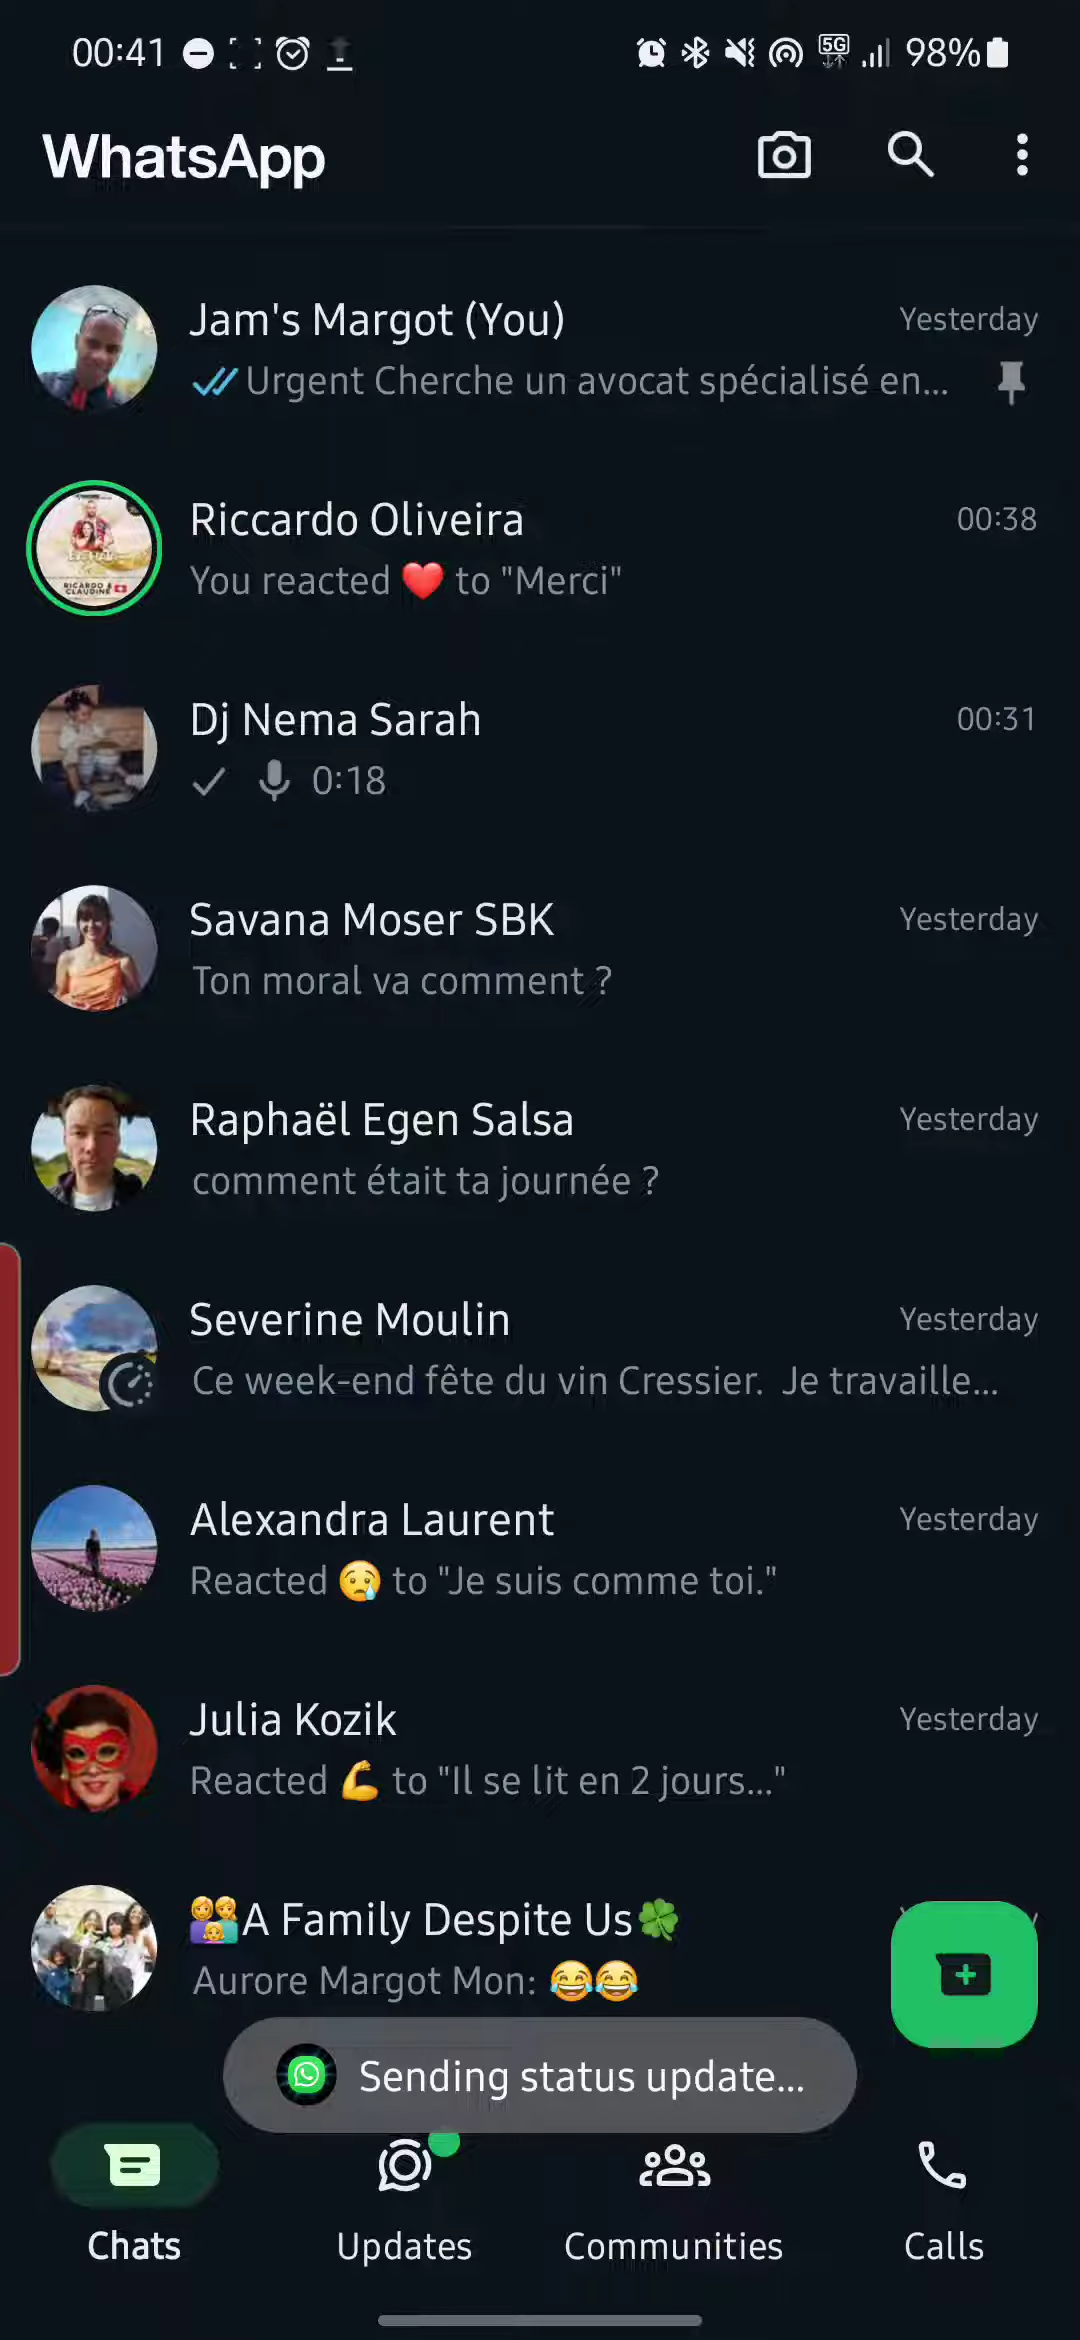 00:41 5G 98%
WhatsApp
Jam's Margot (You) Yesterday
Urgent Cherche un avocat spécialisé en...
Riccardo Oliveira 00:38
You reacted ❤️ to "Merci"
RICARDO &
CLAUDINE
Dj Nema Sarah 00:31
0:18
Savana Moser SBK Yesterday
Ton moral va comment ?
Raphaël Egen Salsa Yesterday
comment était ta journée ?
Severine Moulin Yesterday
Ce week-end fête du vin Cressier. Je travaille...
Alexandra Laurent Yesterday
Reacted 😢 to "Je suis comme toi."
Julia Kozik Yesterday
Reacted 💪 to "Il se lit en 2 jours..."
👩‍👩‍👧A Family Despite Us🍀
Aurore Margot Mon: 😂😂
Sending status update...
Chats Updates Communities Calls